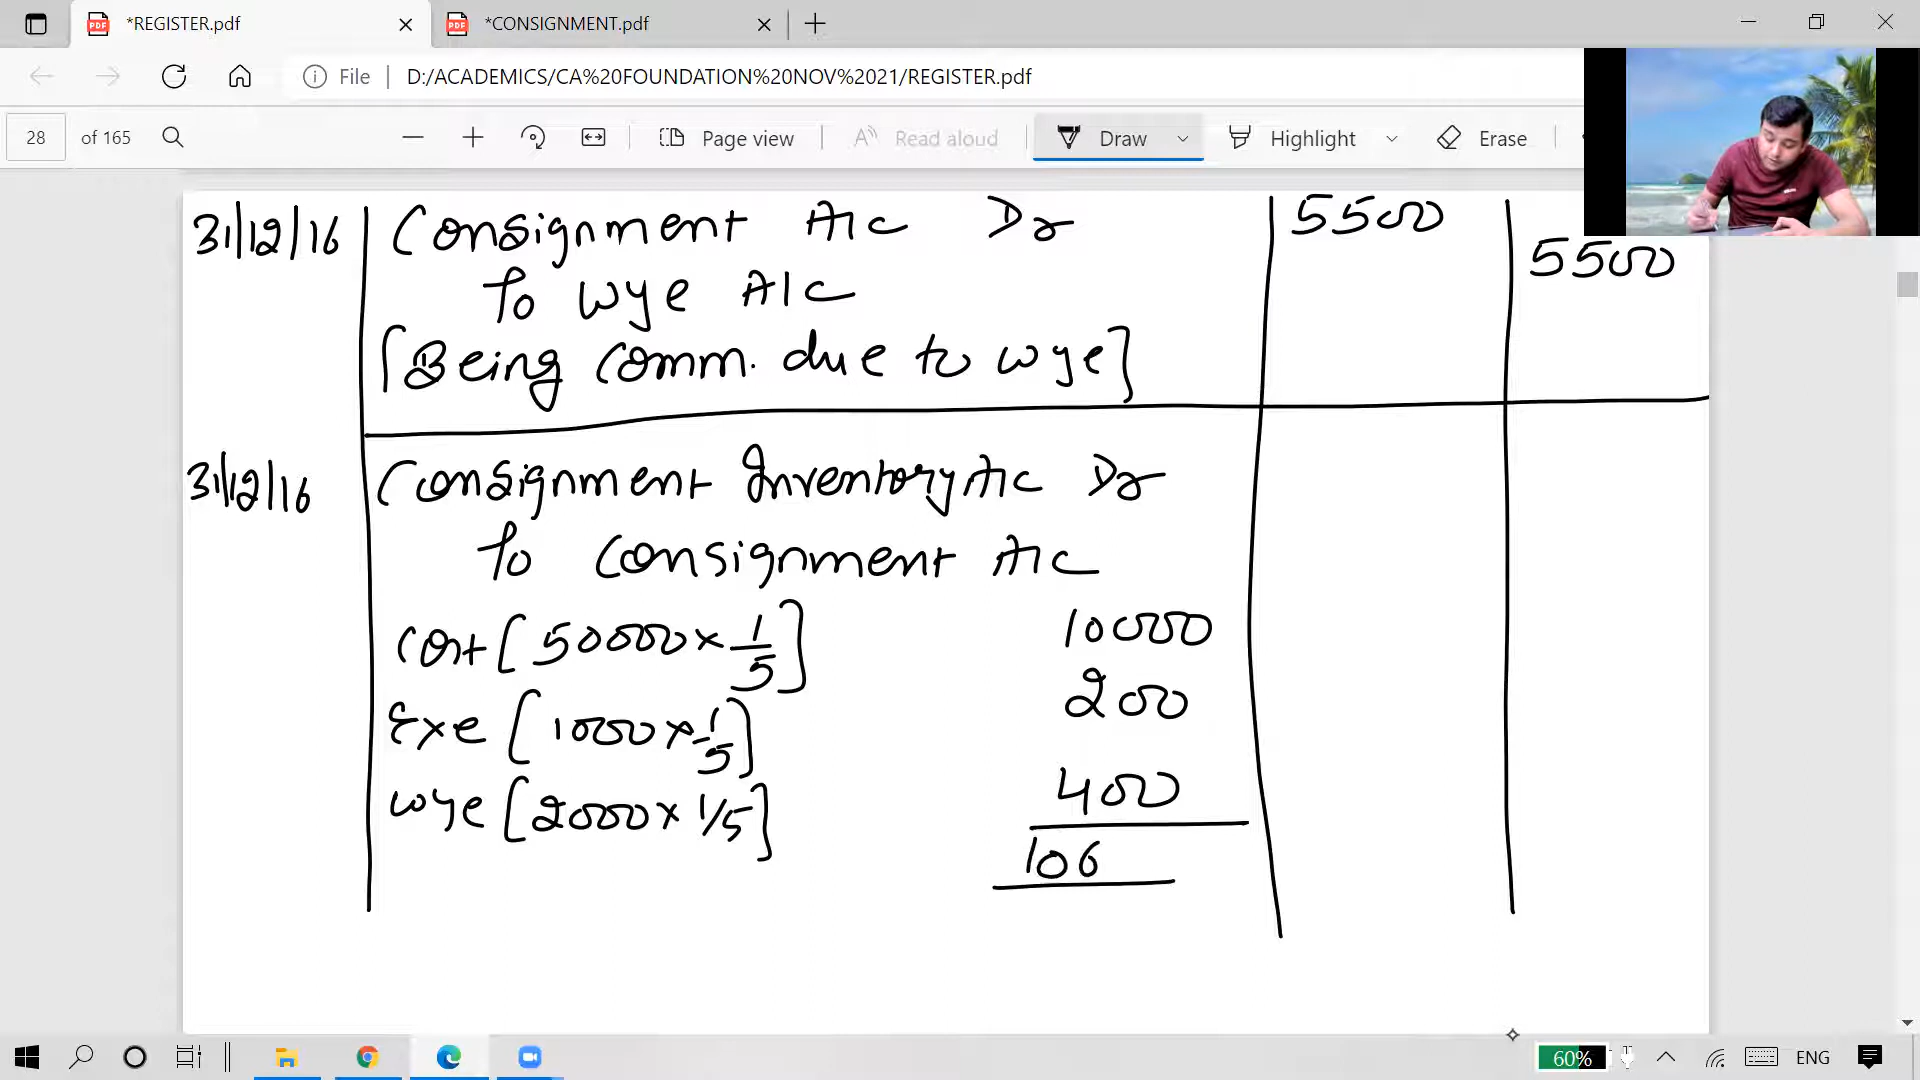 *REGISTER.pdf
*CONSIGNMENT.pdf
File
D:/ACADEMICS/CA%20FOUNDATION%20NOV%2021/REGISTER.pdf
28 of 165
Page view
Read aloud
Draw
Highlight
Erase
31/12/16 Consignment A/c Dr 5500
To Wye A/c 5500
[Being Comm. due to Wye]
31/12/16 Consignment Inventory A/c Dr
To Consignment A/c
Cost [50000 × 1/5] 10000
Exe [1000 × 1/5] 200
Wye [2000 × 1/5] 400
106
60%
ENG